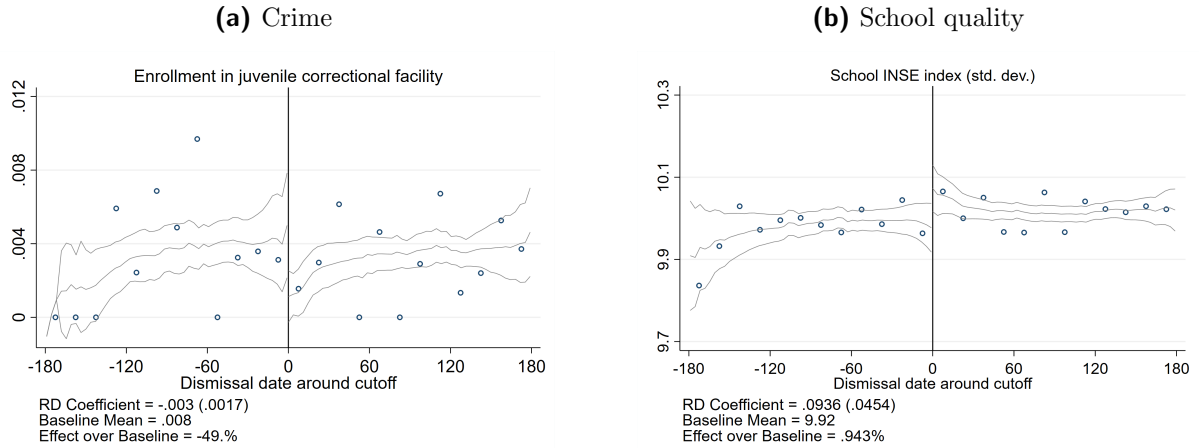 (a) Crime
Enrollment in juvenile correctional facility
.012
.008
.004
0
-180 -120 -60 0 60 120 180
Dismissal date around cutoff
RD Coefficient = -.003 (.0017)
Baseline Mean = .008
Effect over Baseline = -49.%
(b) School quality
School INSE index (std. dev.)
10.3
10.1
9.9
9.7
-180 -120 -60 0 60 120 180
Dismissal date around cutoff
RD Coefficient = .0936 (.0454)
Baseline Mean = 9.92
Effect over Baseline = .943%